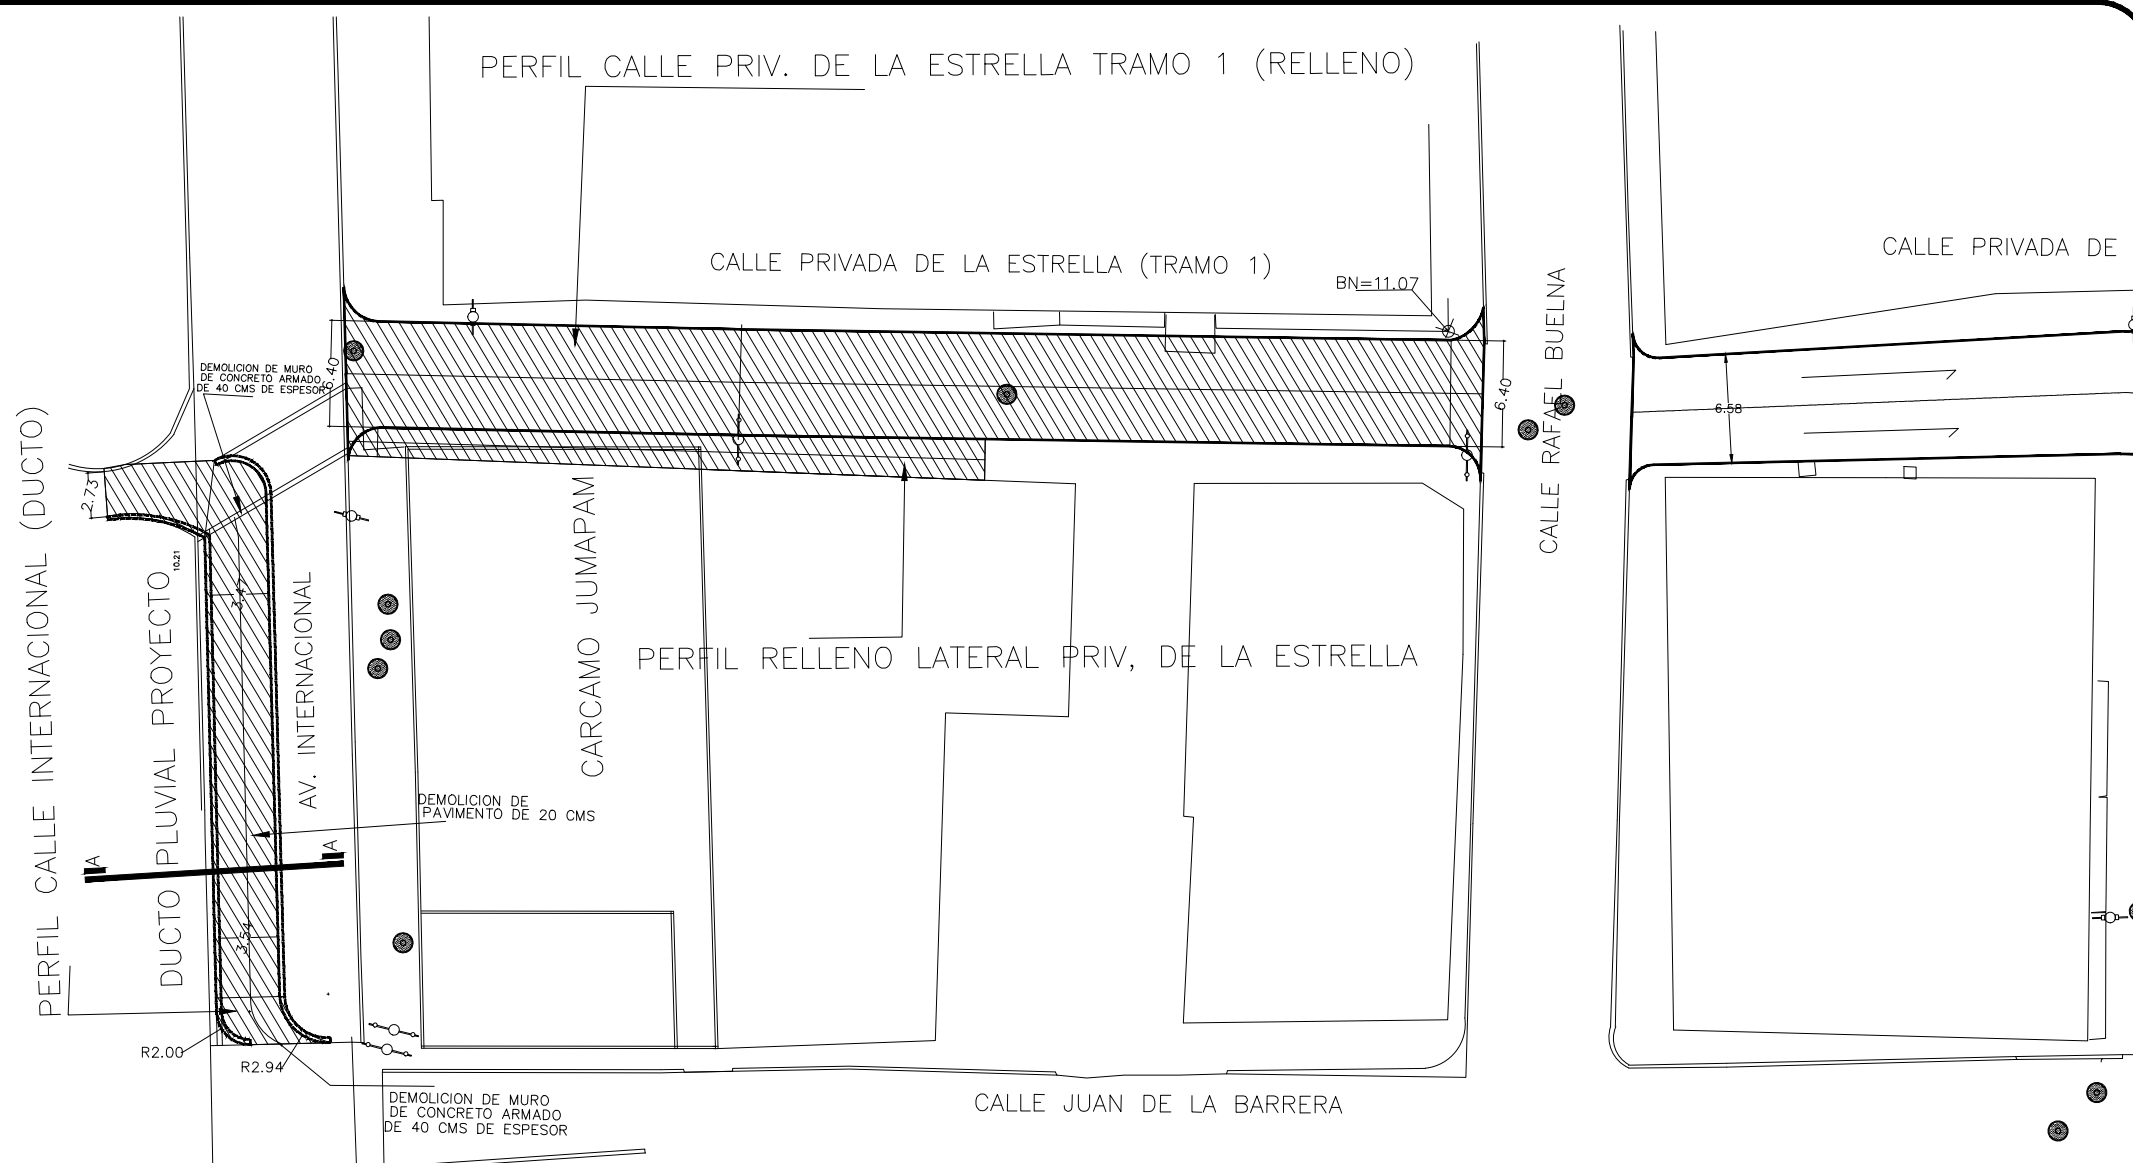 PERFIL CALLE PRIV. DE LA ESTRELLA TRAMO 1 (RELLENO)
CALLE PRIVADA DE LA ESTRELLA (TRAMO 1)
BN=11.07
CALLE PRIVADA DE
DEMOLICION DE MURO
DE CONCRETO ARMADO
DE 40 CMS DE ESPESOR
6.40
6.40
CALLE RAFAEL BUELNA
6.58
2.73
10.21
3.47
PERFIL CALLE INTERNACIONAL (DUCTO)
DUCTO PLUVIAL PROYECTO
AV. INTERNACIONAL
CARCAMO JUMAPAM
PERFIL RELLENO LATERAL PRIV, DE LA ESTRELLA
DEMOLICION DE
PAVIMENTO DE 20 CMS
A
A
3.54
R2.00
R2.94
DEMOLICION DE MURO
DE CONCRETO ARMADO
DE 40 CMS DE ESPESOR
CALLE JUAN DE LA BARRERA